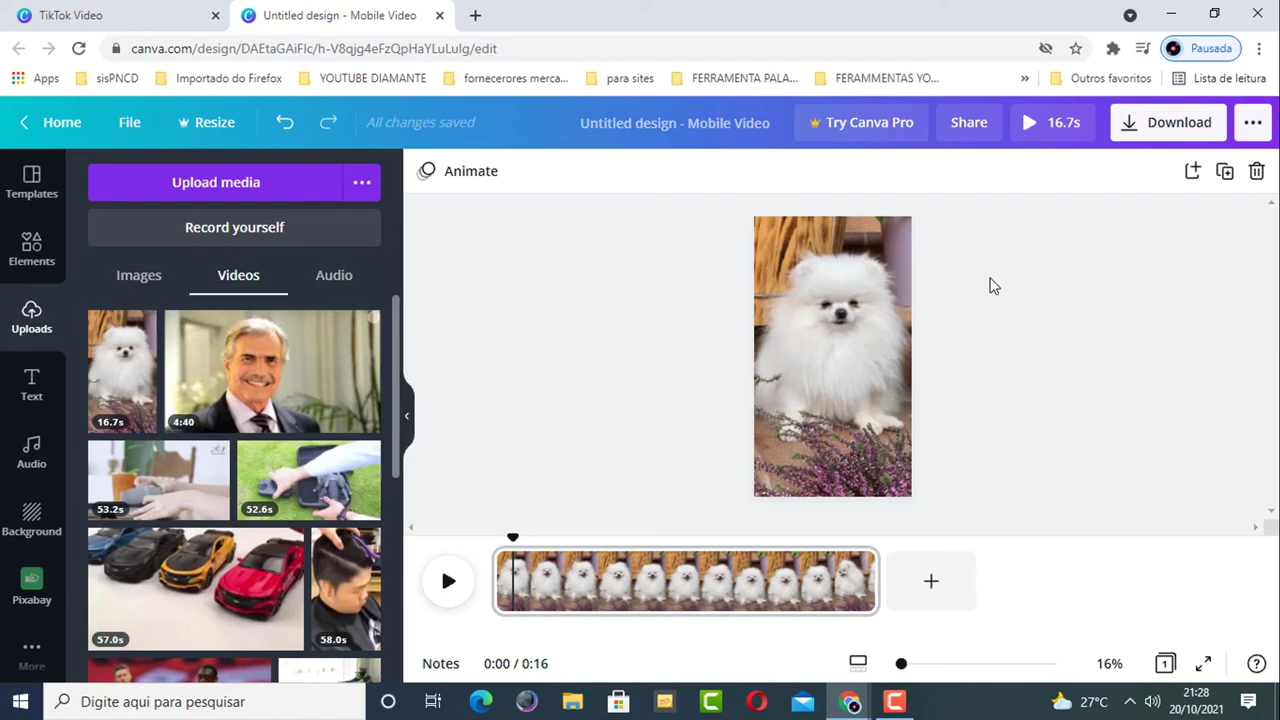 TikTok Video
Untitled design - Mobile Video
canva.com/design/DAEtaGAiFlc/h-V8qjg4eFzQpHaYLuLulg/edit
Pausada
Apps
sisPNCD
Importado do Firefox
YOUTUBE DIAMANTE
fornecerores merca...
para sites
FERRAMENTA PALA...
FERAMMENTAS YO...
Outros favoritos
Lista de leitura
Home
File
Resize
All changes saved
Untitled design - Mobile Video
Try Canva Pro
Share
16.7s
Download
Templates
Elements
Uploads
Text
Audio
Background
Pixabay
More
Upload media
Record yourself
Images
Videos
Audio
16.7s
4:40
53.2s
52.6s
57.0s
58.0s
Animate
Notes
0:00 / 0:16
16%
1
Digite aqui para pesquisar
27°C
21:28
20/10/2021